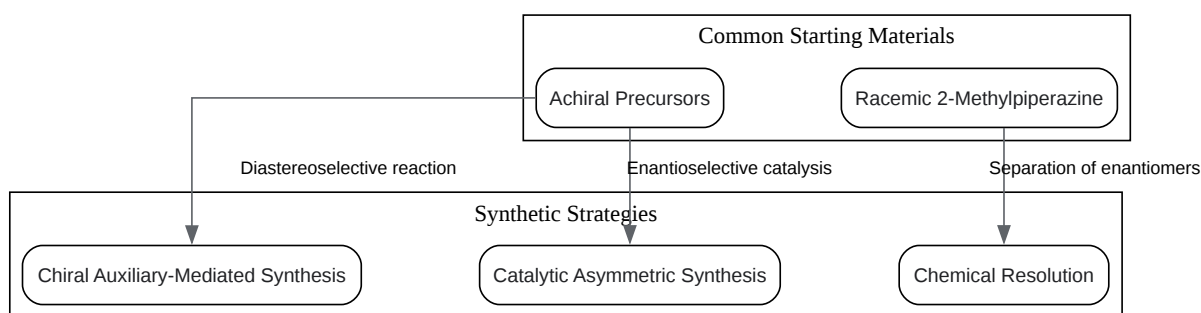 Common Starting Materials
Achiral Precursors
Racemic 2-Methylpiperazine
Diastereoselective reaction
Enantioselective catalysis
Separation of enantiomers
Synthetic Strategies
Chiral Auxiliary-Mediated Synthesis
Catalytic Asymmetric Synthesis
Chemical Resolution